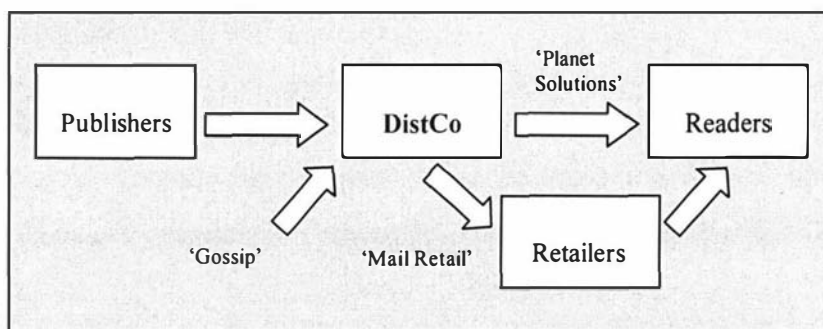 'Planet
Solutions'
Publishers
DistCo
Readers
'Gossip'
'Mail Retail'
Retailers